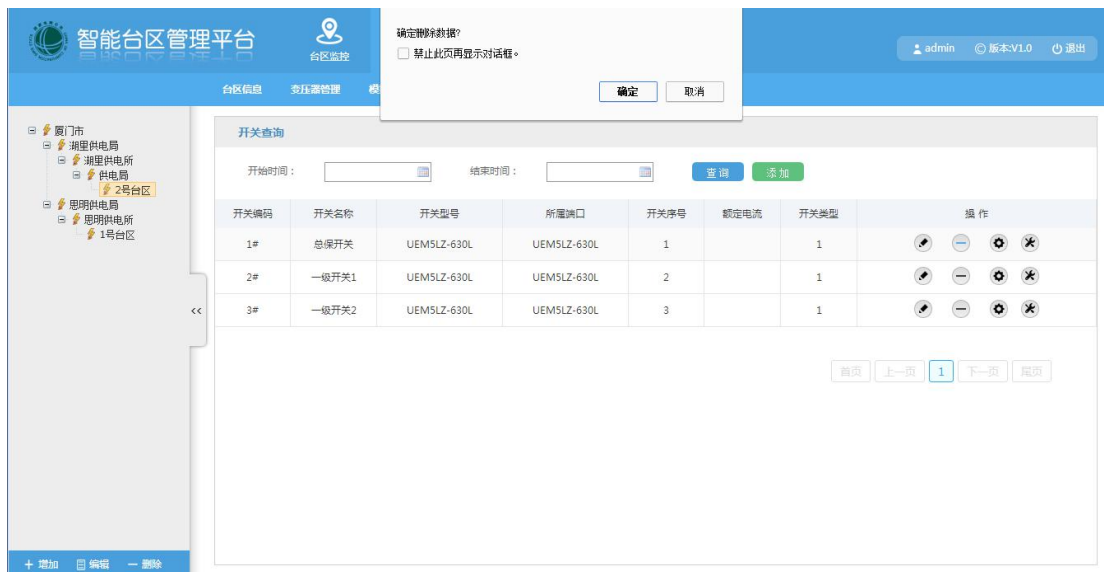 智能台区管理平台
台区监控
确定删除数据?
禁止此页再显示对话框。
确定 取消
admin ©版本:V1.0 退出
台区信息 变压器管理 模
厦门市
湖里供电局
湖里供电所
供电局
2号台区
思明供电局
思明供电所
1号台区
<<
开关查询
开始时间： 结束时间： 查询 添加
开关编码 开关名称 开关型号 所属端口 开关序号 额定电流 开关类型 操作
1# 总保开关 UEM5LZ-630L UEM5LZ-630L 1 1
2# 一级开关1 UEM5LZ-630L UEM5LZ-630L 2 1
3# 一级开关2 UEM5LZ-630L UEM5LZ-630L 3 1
首页 上一页 1 下一页 尾页
增加 编辑 删除